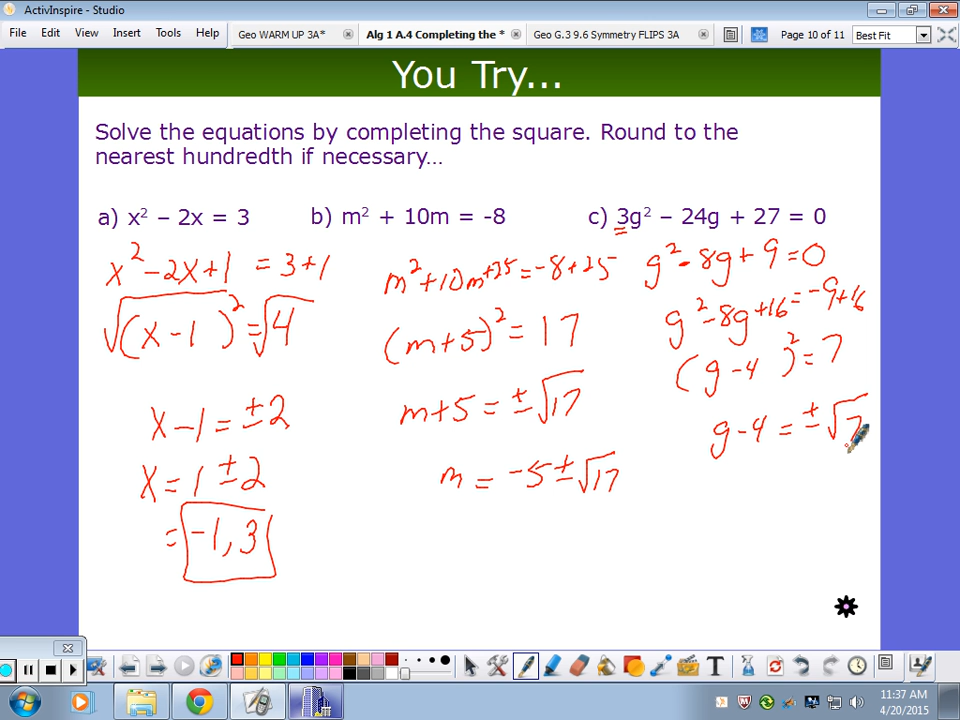 ActivInspire - Studio
File Edit View Insert Tools Help
Geo WARM UP 3A*
Alg 1 A.4 Completing the *
Geo G.3 9.6 Symmetry FLIPS 3A
Page 10 of 11
Best Fit
You Try...
Solve the equations by completing the square. Round to the
nearest hundredth if necessary…
a) x² – 2x = 3
x² - 2x + 1 = 3 + 1
√(x - 1)² = √4
x - 1 = ± 2
x = 1 ± 2
= -1, 3
b) m² + 10m = -8
m² + 10m + 25 = -8 + 25
(m + 5)² = 17
m + 5 = ± √17
m = -5 ± √17
c) 3g² – 24g + 27 = 0
g² - 8g + 9 = 0
g² - 8g + 16 = -9 + 16
(g - 4)² = 7
g - 4 = ± √7
T
11:37 AM
4/20/2015